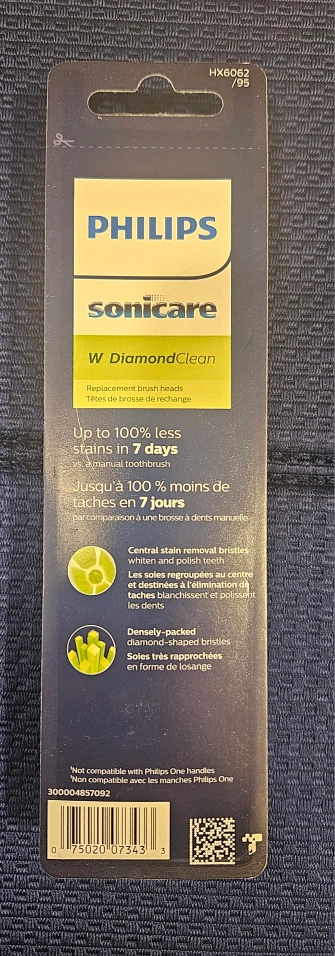 HX6062
/95
PHILIPS
sonicare
W DiamondClean
Replacement brush heads
Têtes de brosse de rechange
Up to 100% less
stains in 7 days
vs. a manual toothbrush
Jusqu'à 100 % moins de
taches en 7 jours
par comparaison à une brosse à dents manuelle
Central stain removal bristles
whiten and polish teeth
Les soies regroupées au centre
et destinées à l'élimination de
taches blanchissent et polissent
les dents
Densely-packed
diamond-shaped bristles
Soies très rapprochées
en forme de losange
¹Not compatible with Philips One handles
¹Non compatible avec les manches Philips One
300004857092
0 75020 07343 3